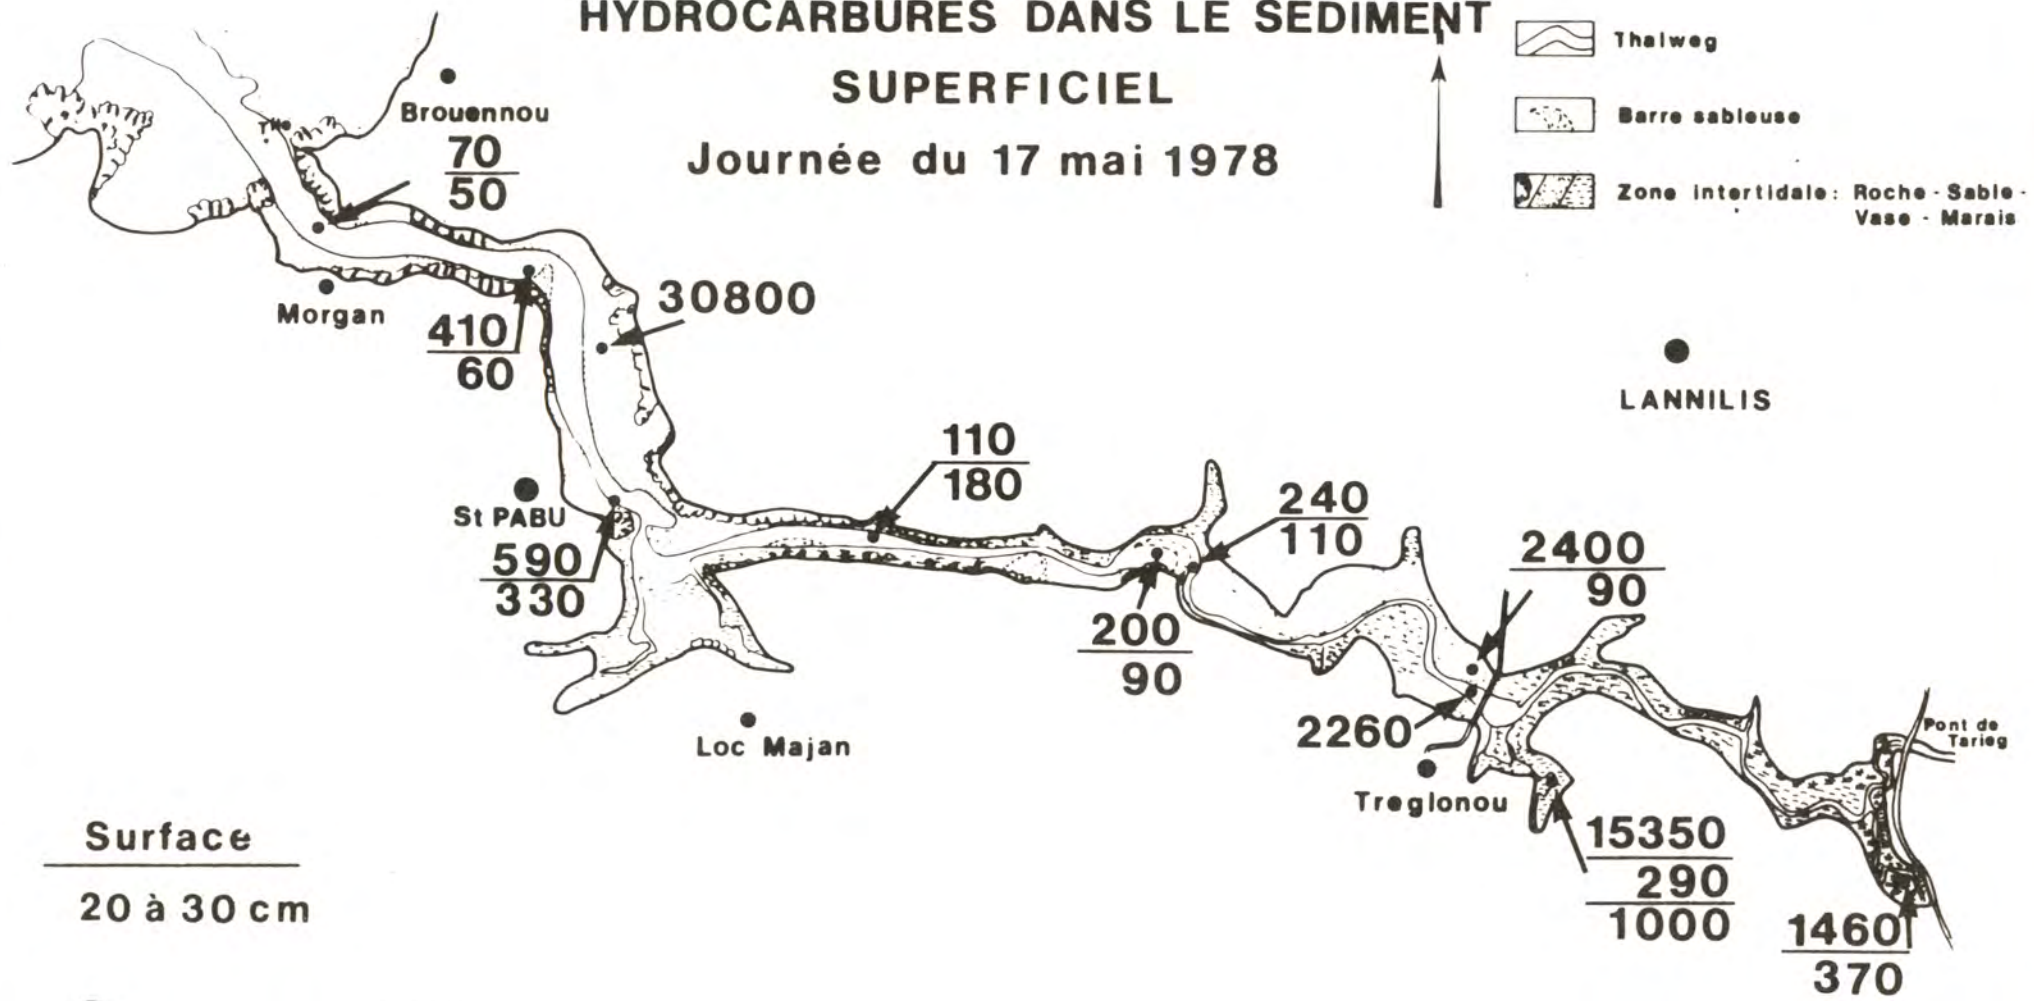 HYDROCARBURES DANS LE SEDIMENT
SUPERFICIEL
Journée du 17 mai 1978
Thalweg
Barre sableuse
Zone intertidale: Roche - Sable -
Vase - Marais
Brouennou
70
50
Morgan
410
60
30800
LANNILIS
110
180
St PABU
590
330
240
110
2400
90
200
90
Loc Majan
2260
Treglonou
Pont de
Tarieg
15350
290
1000
1460
370
Surface
20 à 30 cm